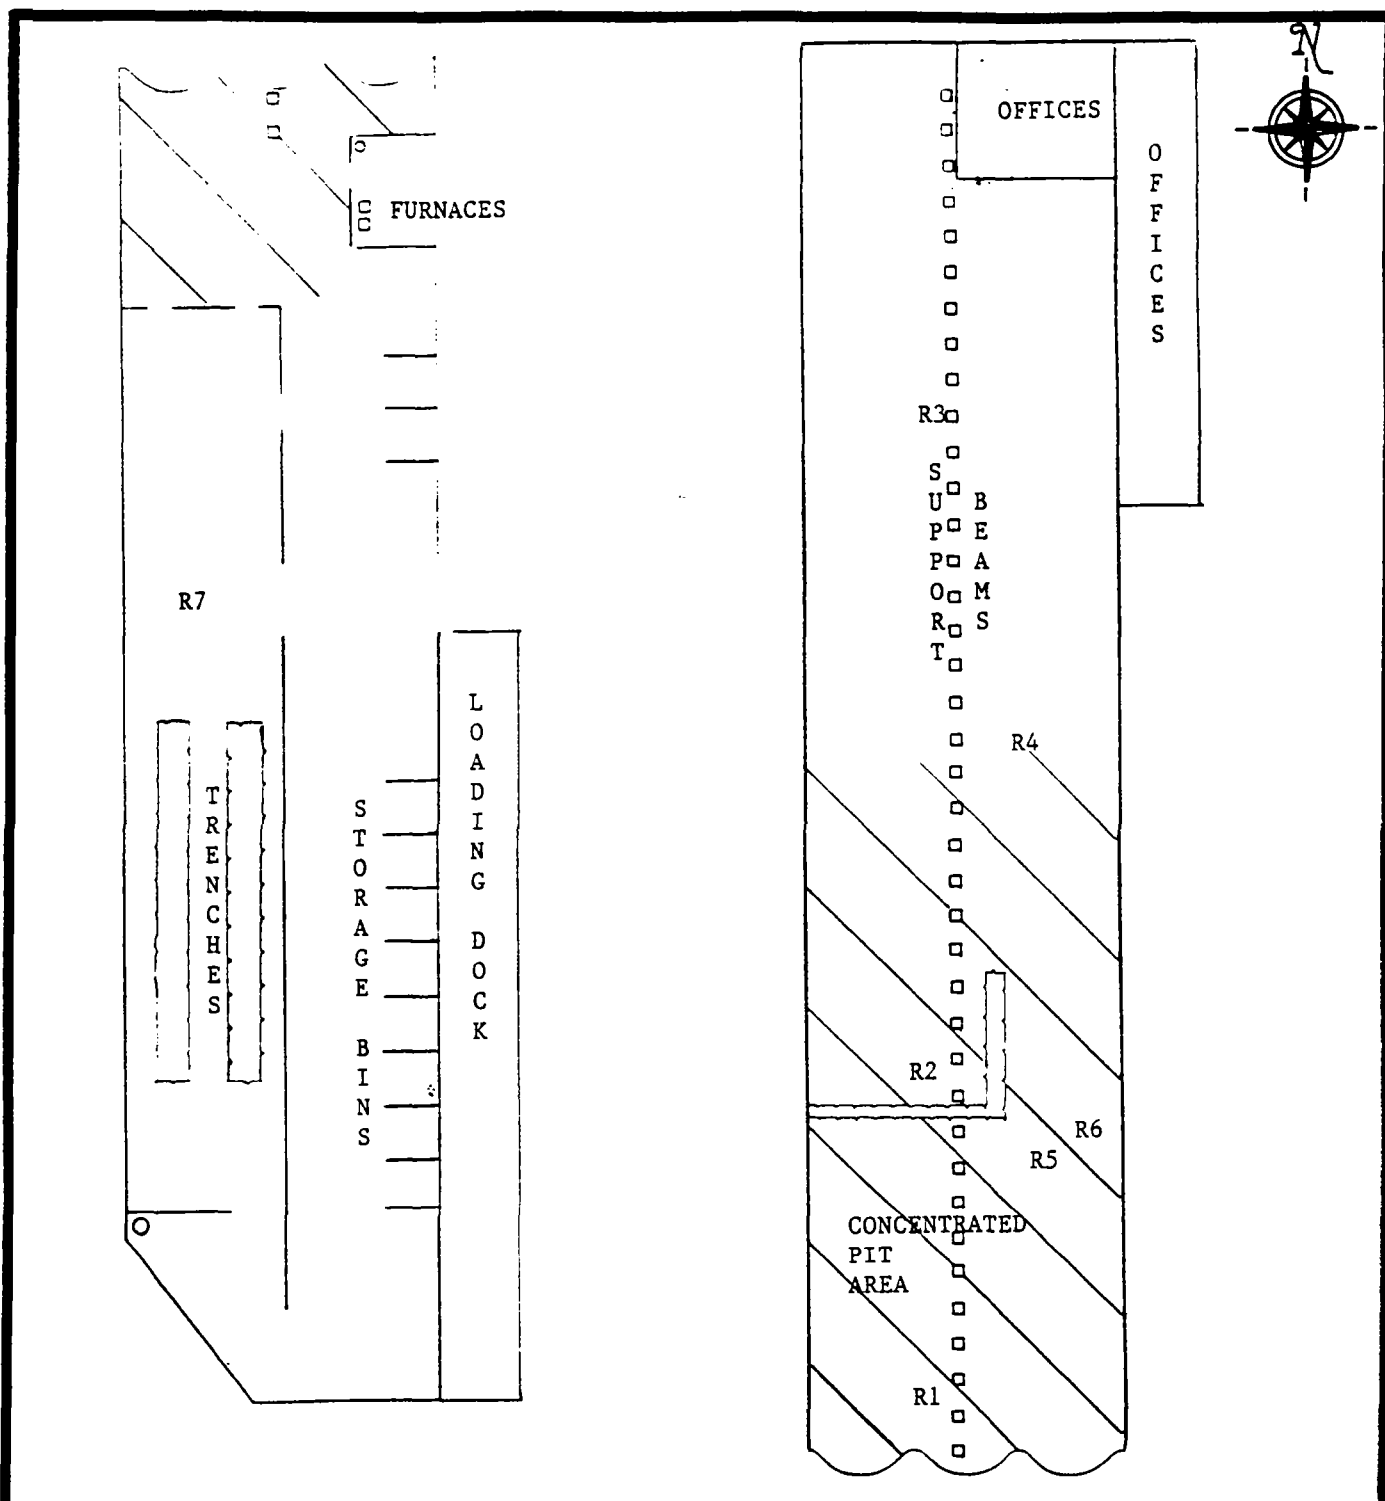 N
OFFICES
OFFICES
FURNACES
R3
SUPPORT
BEAMS
R7
R4
LOADING DOCK
TRENCHES
STORAGE BINS
R2
R6
R5
CONCENTRATED
PIT
AREA
R1